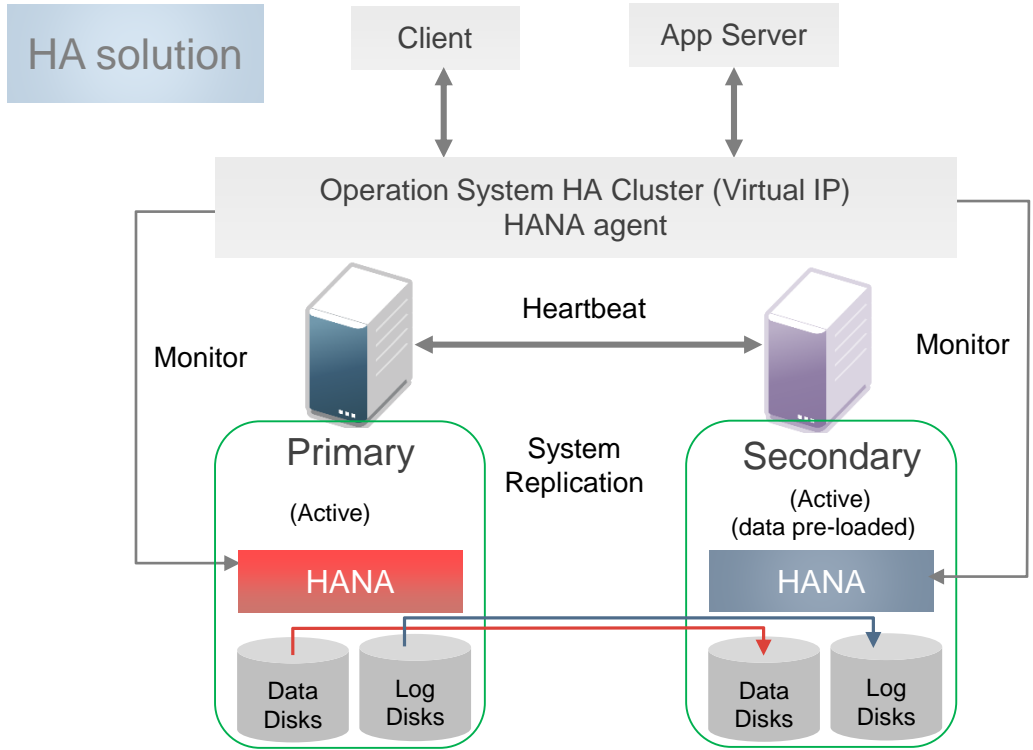 HA solution
Client
App Server
Operation System HA Cluster (Virtual IP)
HANA agent
Heartbeat
Monitor
Monitor
Primary
(Active)
System
Replication
Secondary
(Active)
(data pre-loaded)
HANA
HANA
Data
Disks
Log
Disks
Data
Disks
Log
Disks